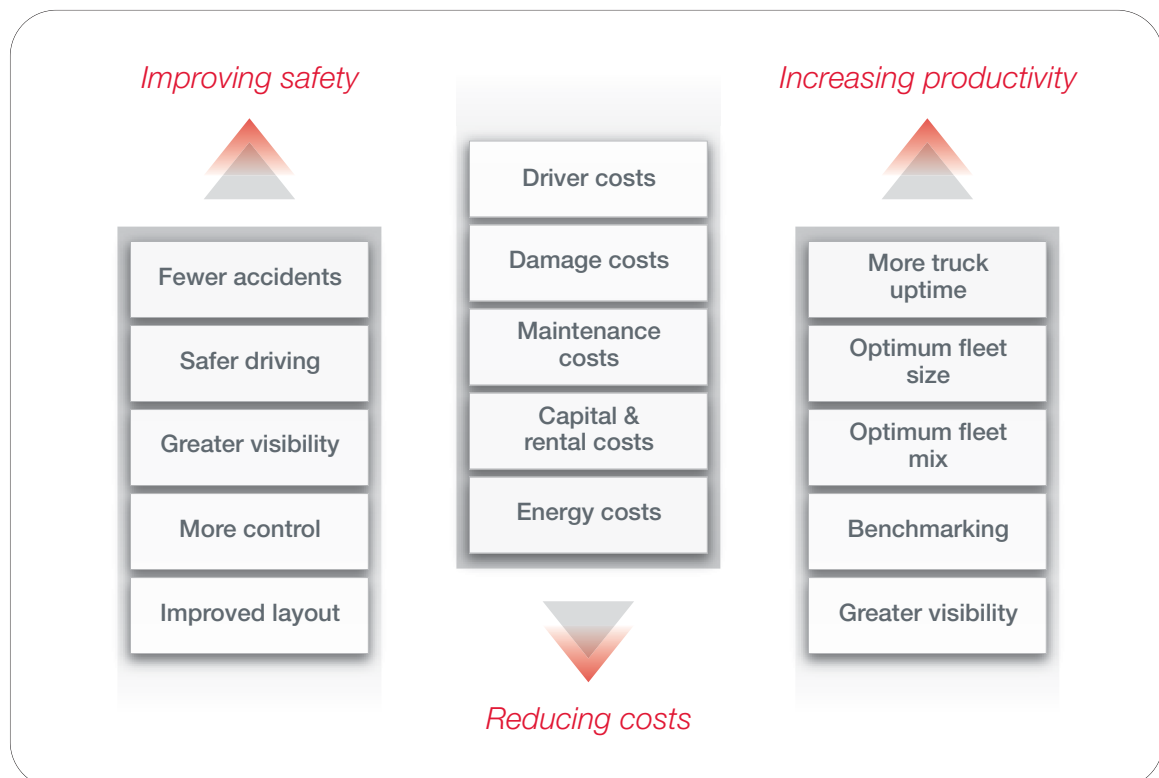 Improving safety
Fewer accidents
Safer driving
Greater visibility
More control
Improved layout
Driver costs
Damage costs
Maintenance
costs
Capital &
rental costs
Energy costs
Reducing costs
Increasing productivity
More truck
uptime
Optimum fleet
size
Optimum fleet
mix
Benchmarking
Greater visibility